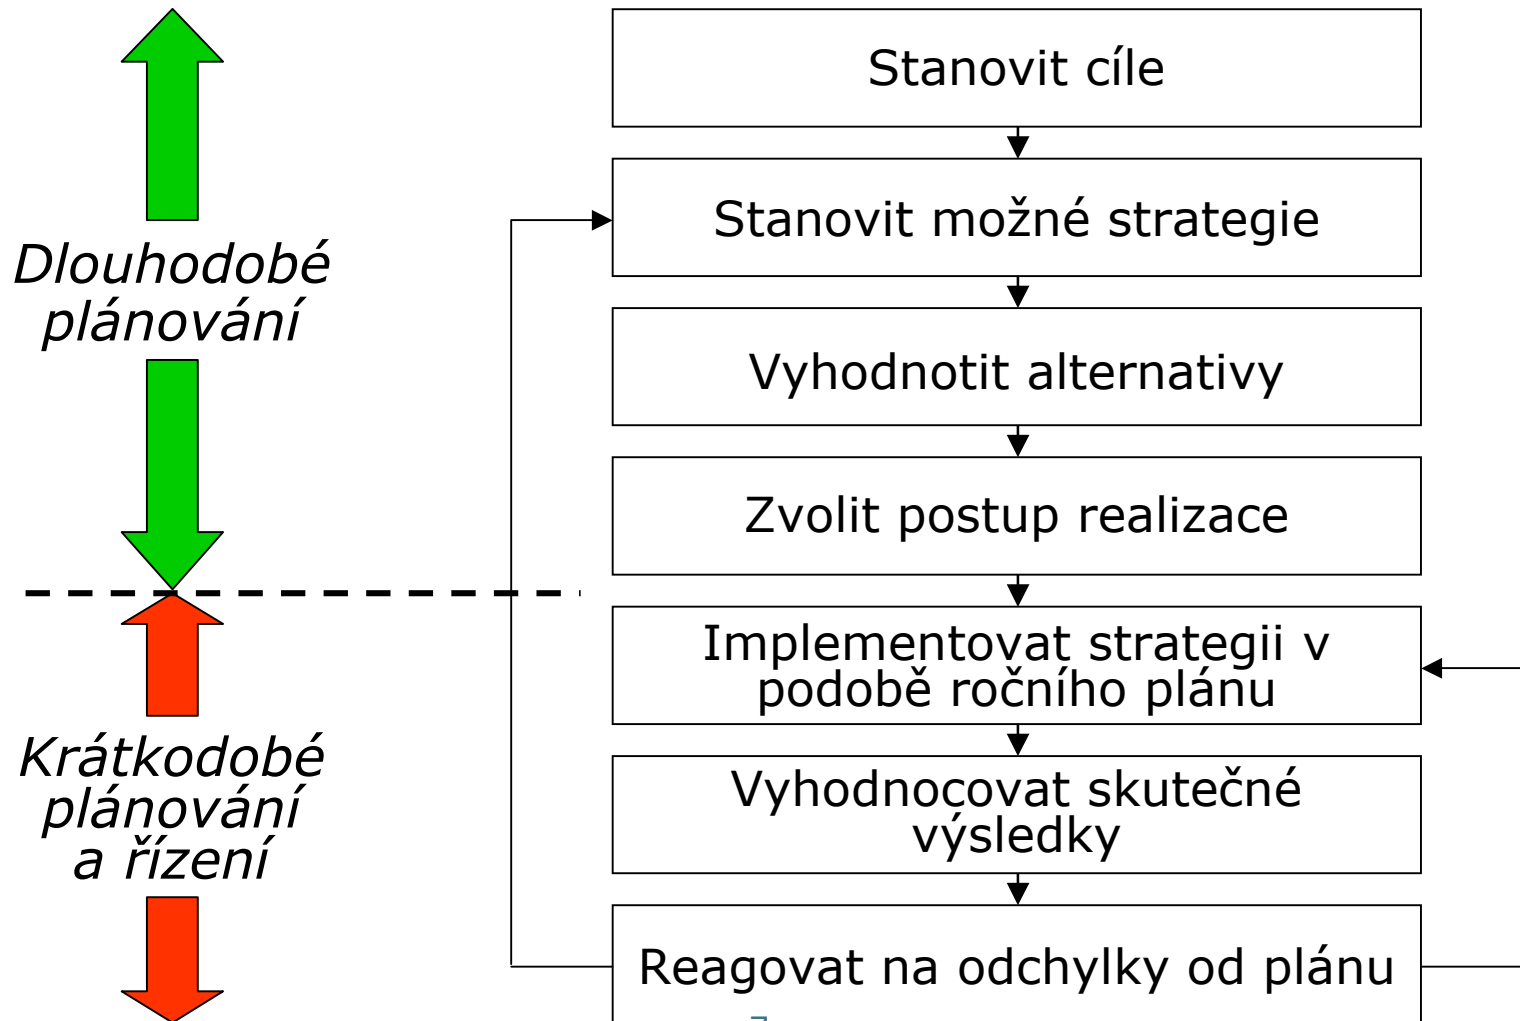 Stanovit cíle
Stanovit možné strategie
Dlouhodobé
plánování
Vyhodnotit alternativy
Zvolit postup realizace
Implementovat strategii v
podobě ročního plánu
Krátkodobé
plánování
a řízení
Vyhodnocovat skutečné
výsledky
Reagovat na odchylky od plánu